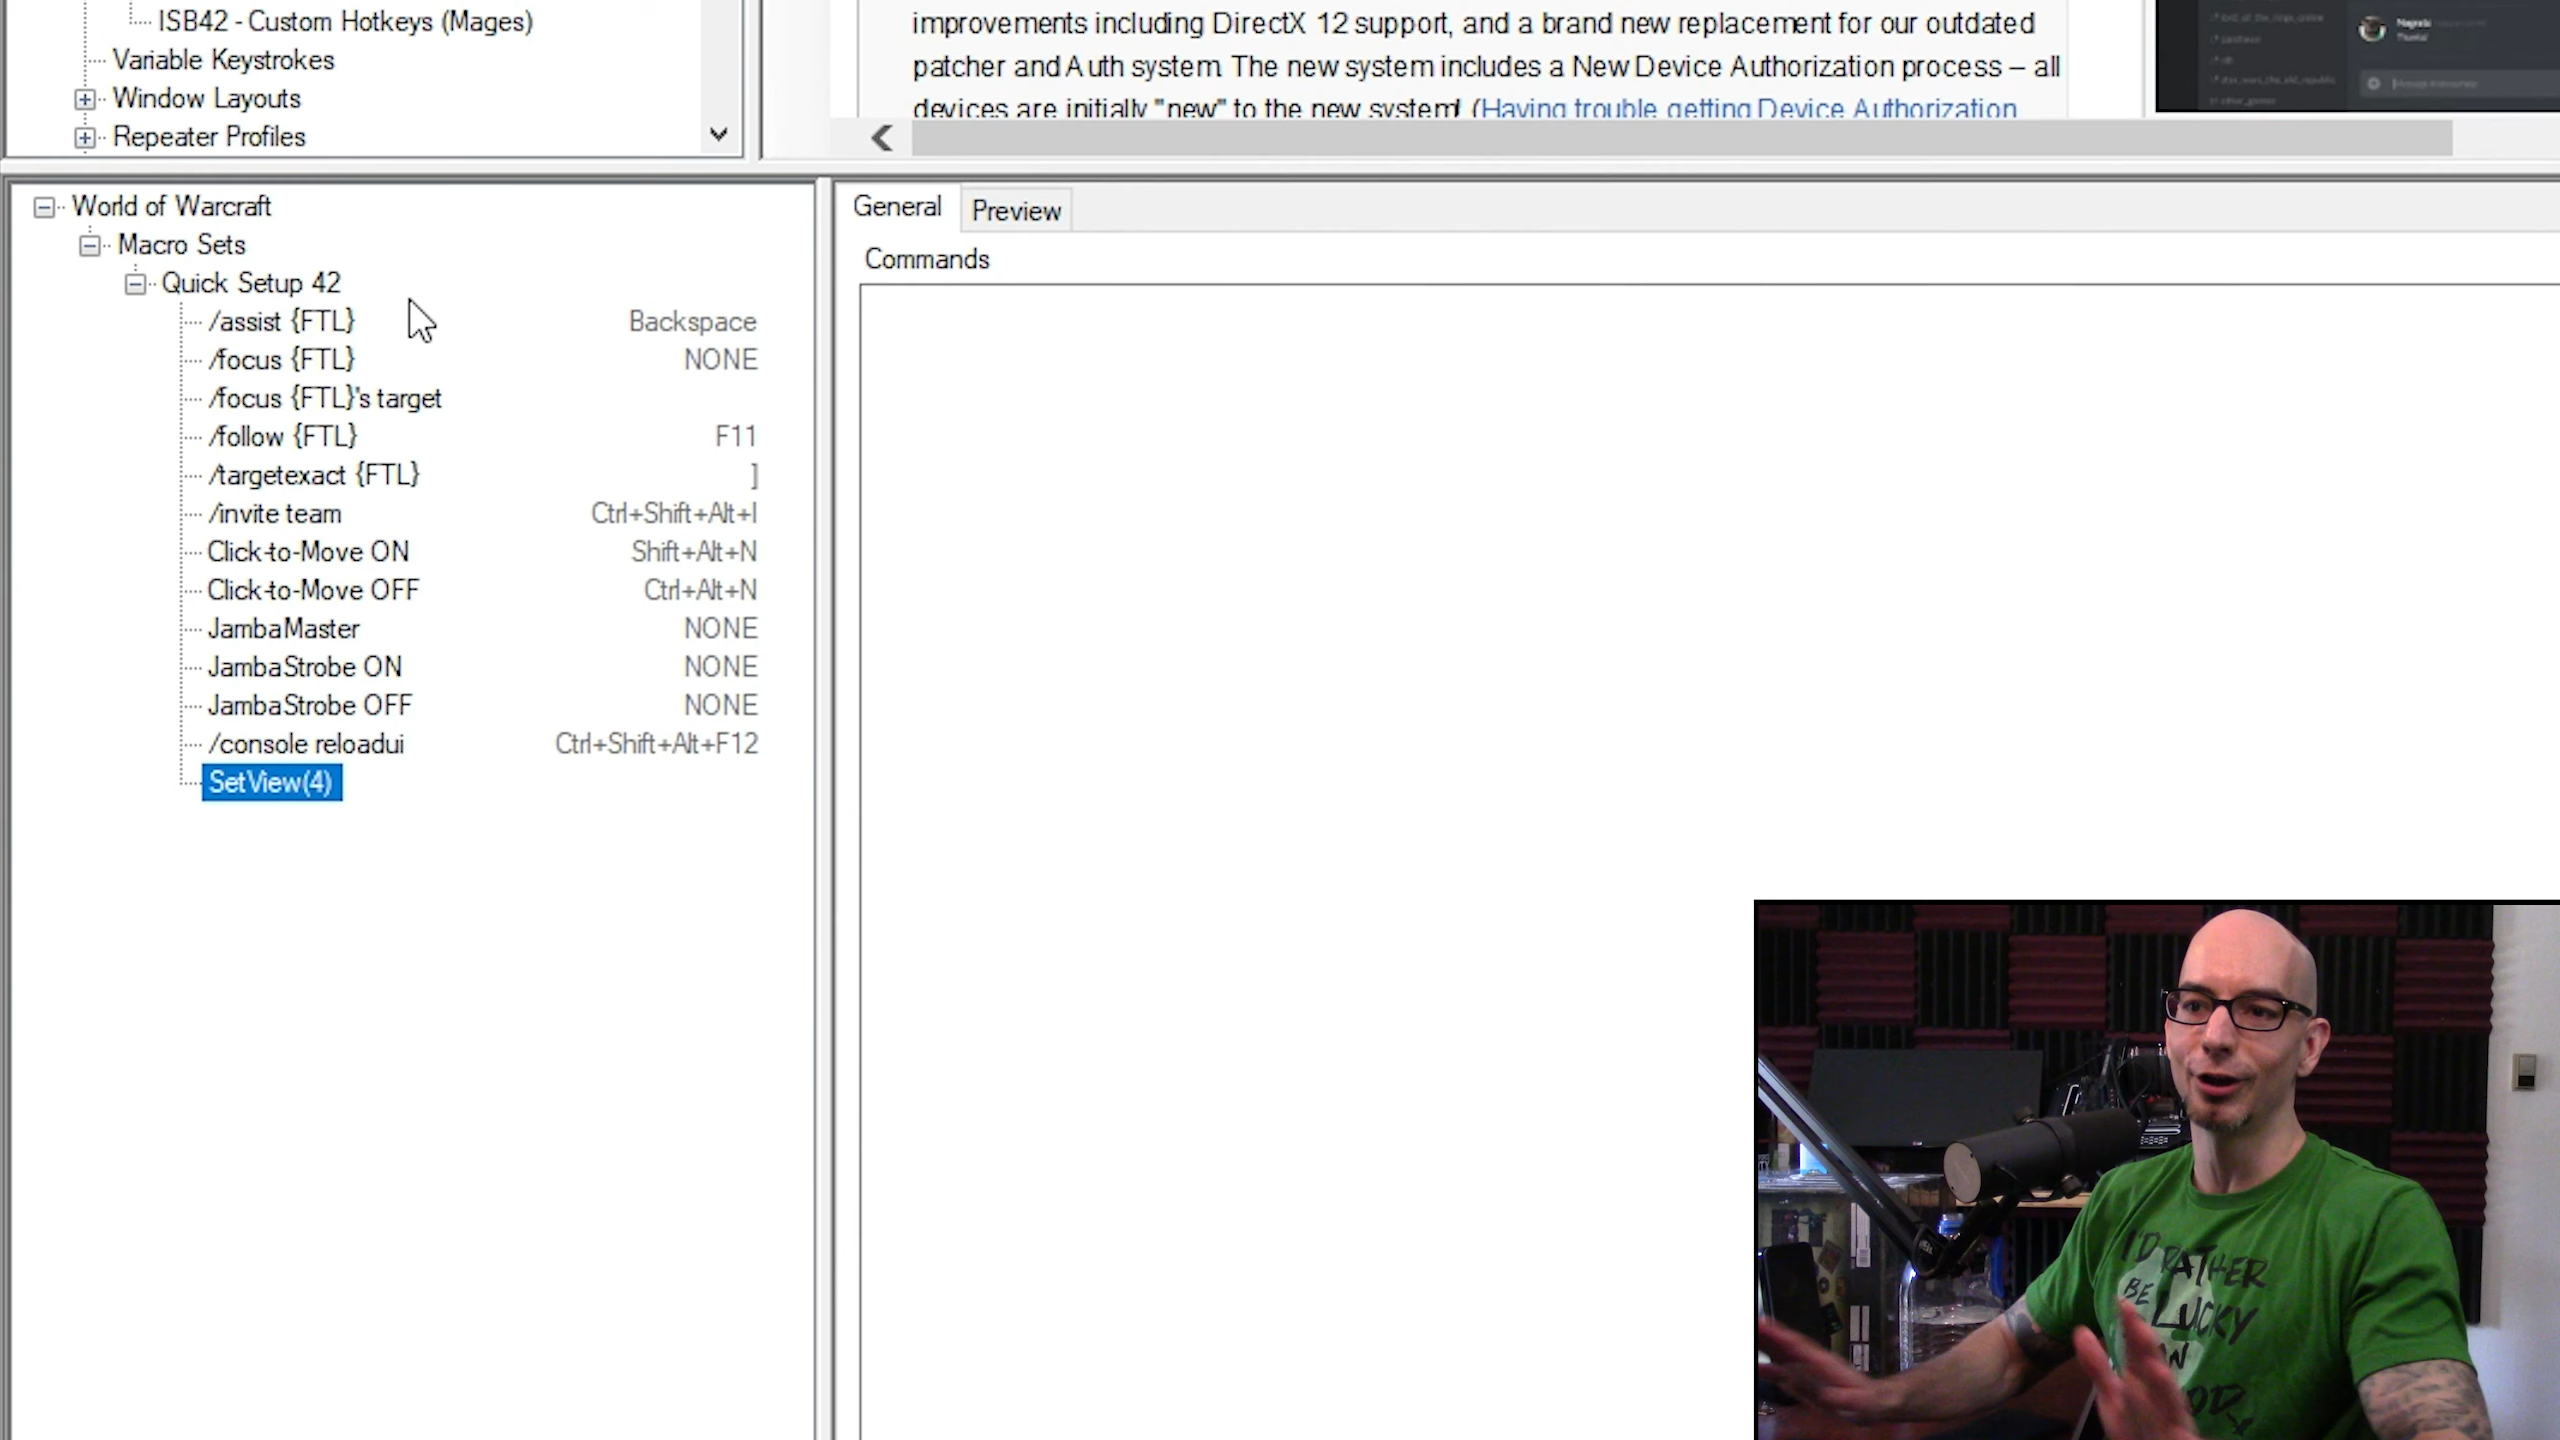 ISB42 - Custom Hotkeys (Mages)
Variable Keystrokes
Window Layouts
Repeater Profiles
improvements including DirectX 12 support, and a brand new replacement for our outdated
patcher and Auth system. The new system includes a New Device Authorization process – all
devices are initially "new" to the new system! (Having trouble getting Device Authorization
World of Warcraft
Macro Sets
Quick Setup 42
/assist {FTL} Backspace
/focus {FTL} NONE
/focus {FTL}'s target
/follow {FTL} F11
/targetexact {FTL} ]
/invite team Ctrl+Shift+Alt+I
Click-to-Move ON Shift+Alt+N
Click-to-Move OFF Ctrl+Alt+N
JambaMaster NONE
JambaStrobe ON NONE
JambaStrobe OFF NONE
/console reloadui Ctrl+Shift+Alt+F12
SetView(4)
General Preview
Commands
I'D RATHER
BE LUCKY